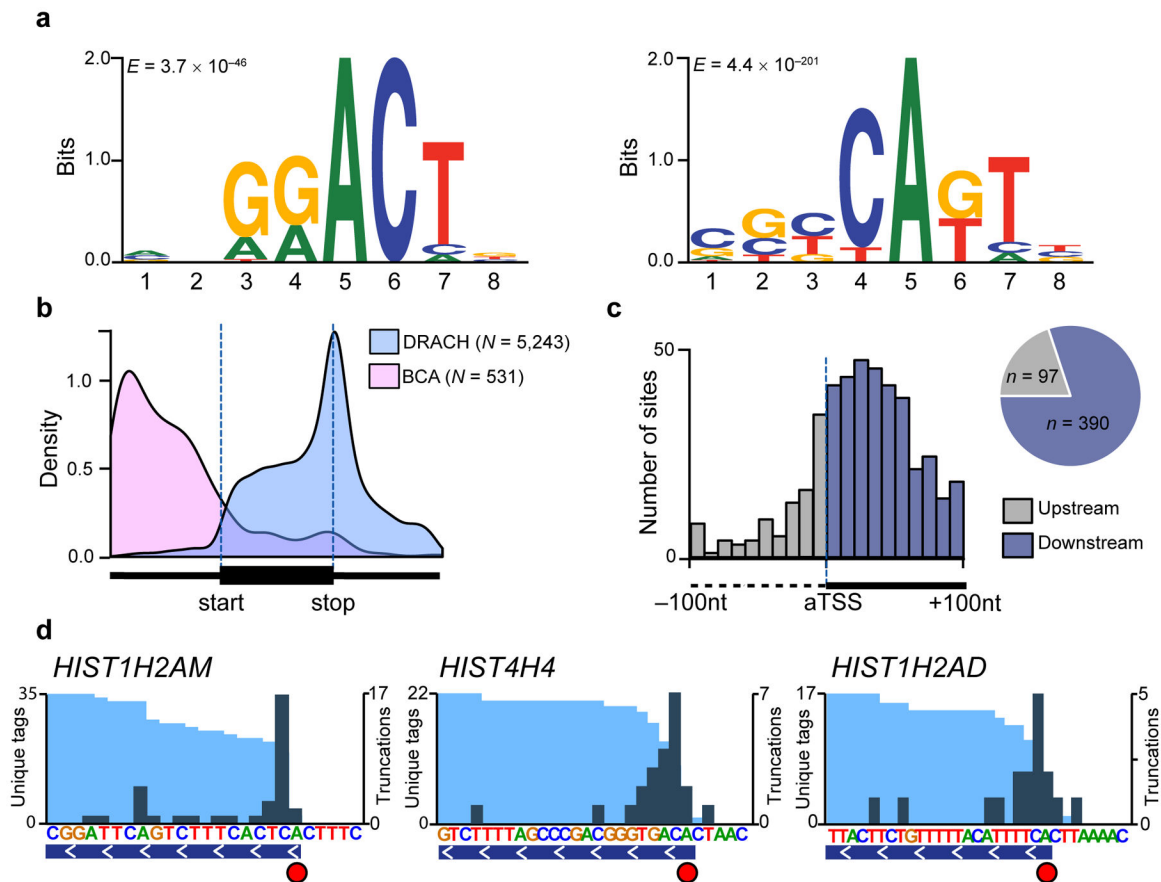 a
E = 3.7 × 10⁻⁴⁶
2.0
1.0
0.0
Bits
GGACT
AA
1 2 3 4 5 6 7 8
E = 4.4 × 10⁻²⁰¹
2.0
1.0
0.0
Bits
CGCCAGT
1 2 3 4 5 6 7 8
b
1.0
0.5
0.0
Density
DRACH (N = 5,243)
BCA (N = 531)
start
stop
c
50
0
Number of sites
–100nt
aTSS
+100nt
n = 97
n = 390
Upstream
Downstream
d
HIST1H2AM
35
0
Unique tags
17
0
Truncations
CGGATTCAGTCTTTCACTCACTTTC
HIST4H4
22
0
Unique tags
7
0
Truncations
GTCTTTTAGCCCGACGGGTGACACTAAC
HIST1H2AD
17
0
Unique tags
5
0
Truncations
TTACTTCTGTTTTTACATTTTCACTTAAAAC